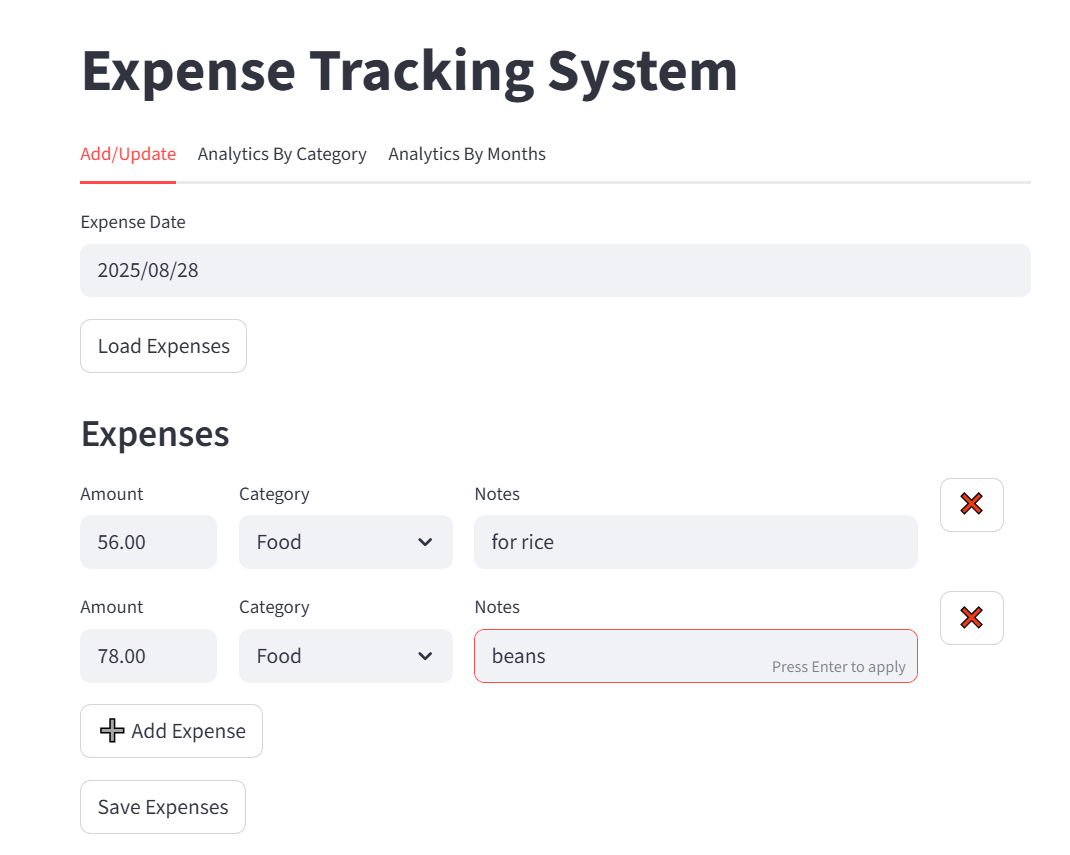 Expense Tracking System
Add/Update Analytics By Category Analytics By Months
Expense Date
2025/08/28
Load Expenses
Expenses
Amount Category Notes
56.00 Food for rice
Amount Category Notes
78.00 Food beans Press Enter to apply
Add Expense
Save Expenses